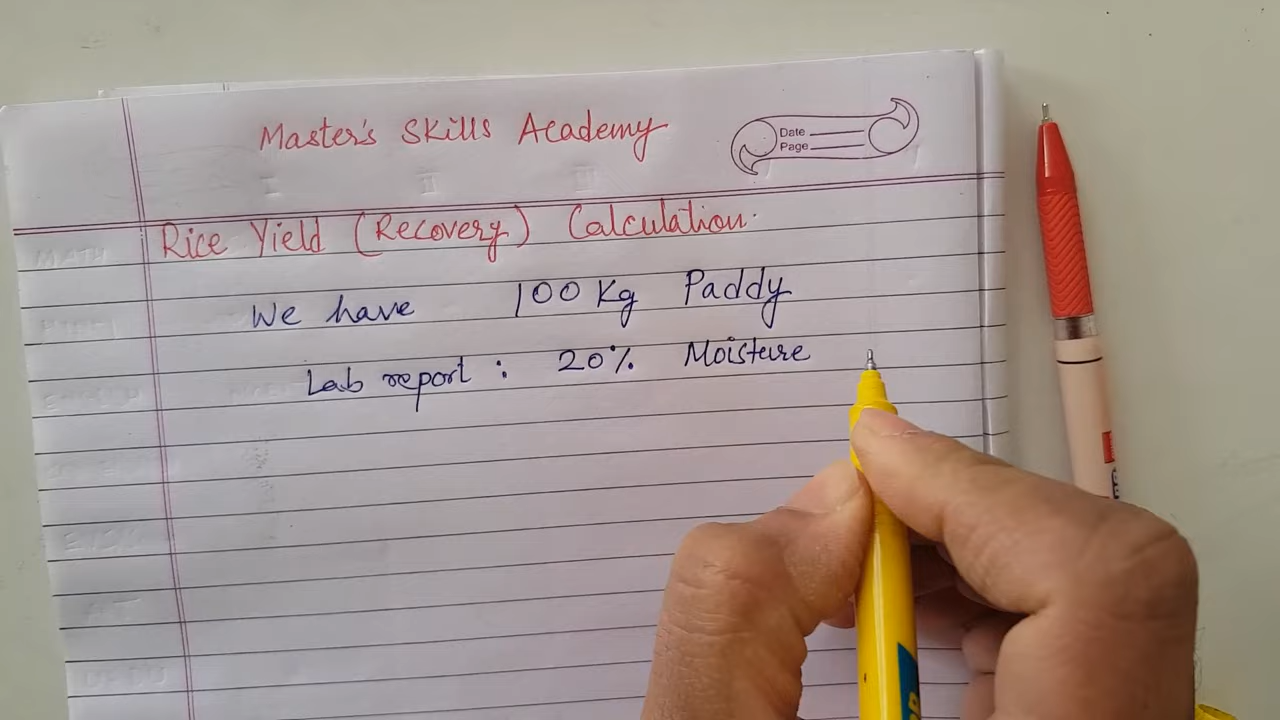 Master's Skills Academy
Date
Page
Rice Yield (Recovery) Calculation.
We have 100 Kg Paddy
Lab report : 20% Moisture